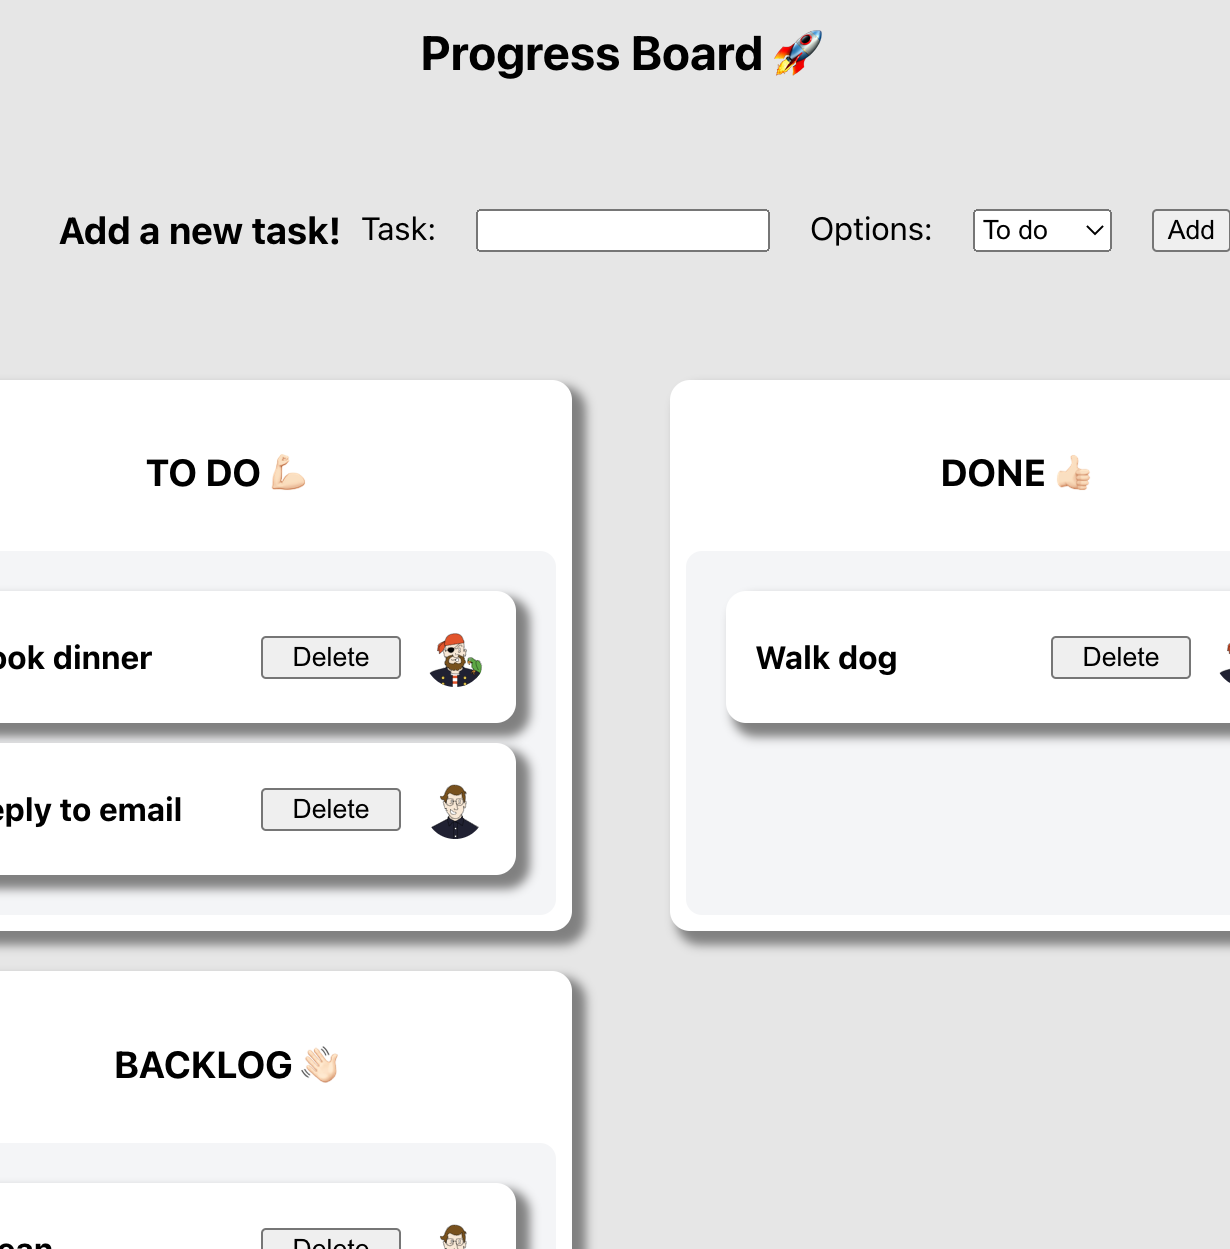 Progress Board 🚀
Add a new task! Task: Options: To do Add
TO DO 💪🏻
DONE 👍🏻
ook dinner Delete
Walk dog Delete
eply to email Delete
BACKLOG 👋🏻
ean Delete